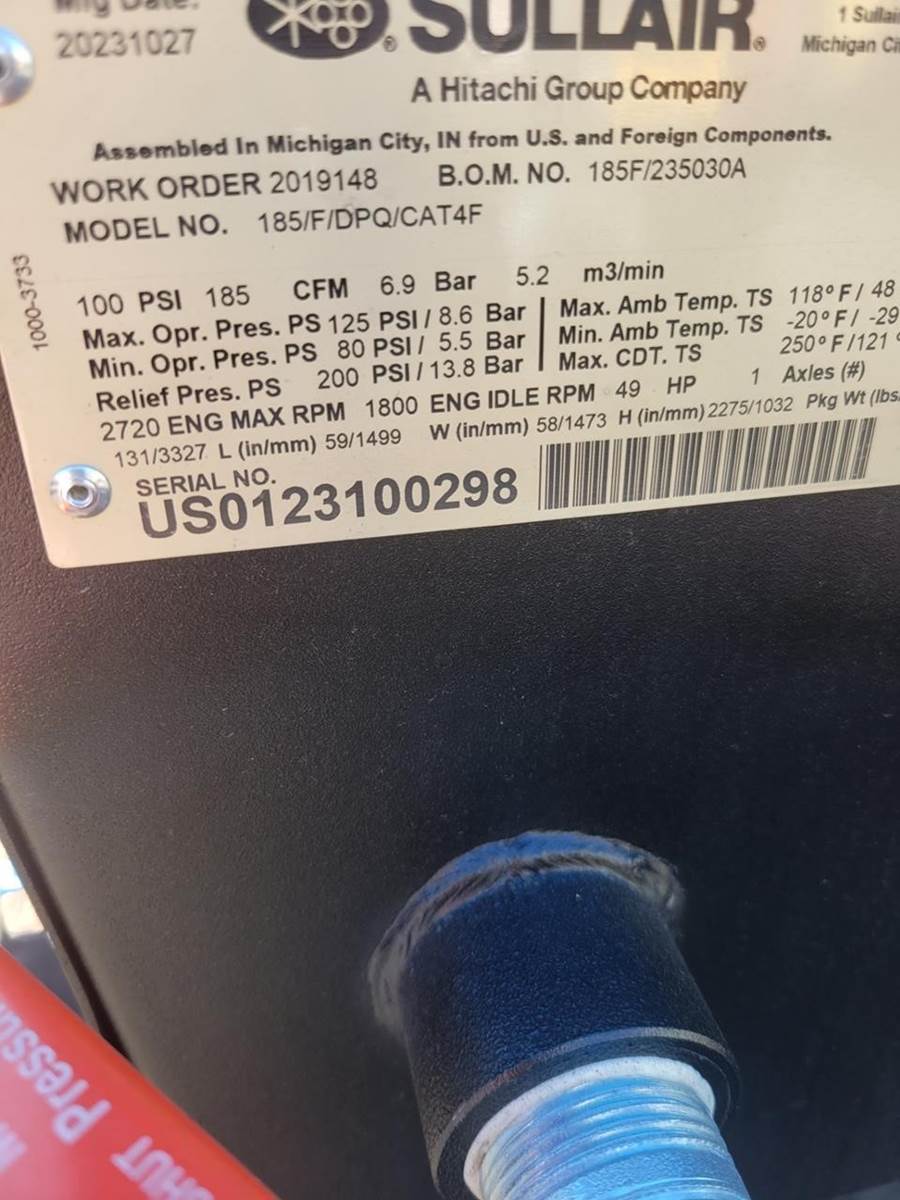 Mfg Date:
20231027
SULLAIR
®
®
1 Sullai
Michigan Ci
A Hitachi Group Company
Assembled In Michigan City, IN from U.S. and Foreign Components.
WORK ORDER 2019148 B.O.M. NO. 185F/235030A
MODEL NO. 185/F/DPQ/CAT4F
1000-3733
100 PSI 185 CFM 6.9 Bar 5.2 m3/min
Max. Opr. Pres. PS 125 PSI / 8.6 Bar Max. Amb Temp. TS 118° F / 48
Min. Opr. Pres. PS 80 PSI / 5.5 Bar Min. Amb Temp. TS -20° F / -29
Relief Pres. PS 200 PSI / 13.8 Bar Max. CDT. TS 250° F /121 °
2720 ENG MAX RPM 1800 ENG IDLE RPM 49 HP 1 Axles (#)
131/3327 L (in/mm) 59/1499 W (in/mm) 58/1473 H (in/mm) 2275/1032 Pkg Wt (lbs
SERIAL NO.
US0123100298
Pressur
SHUT